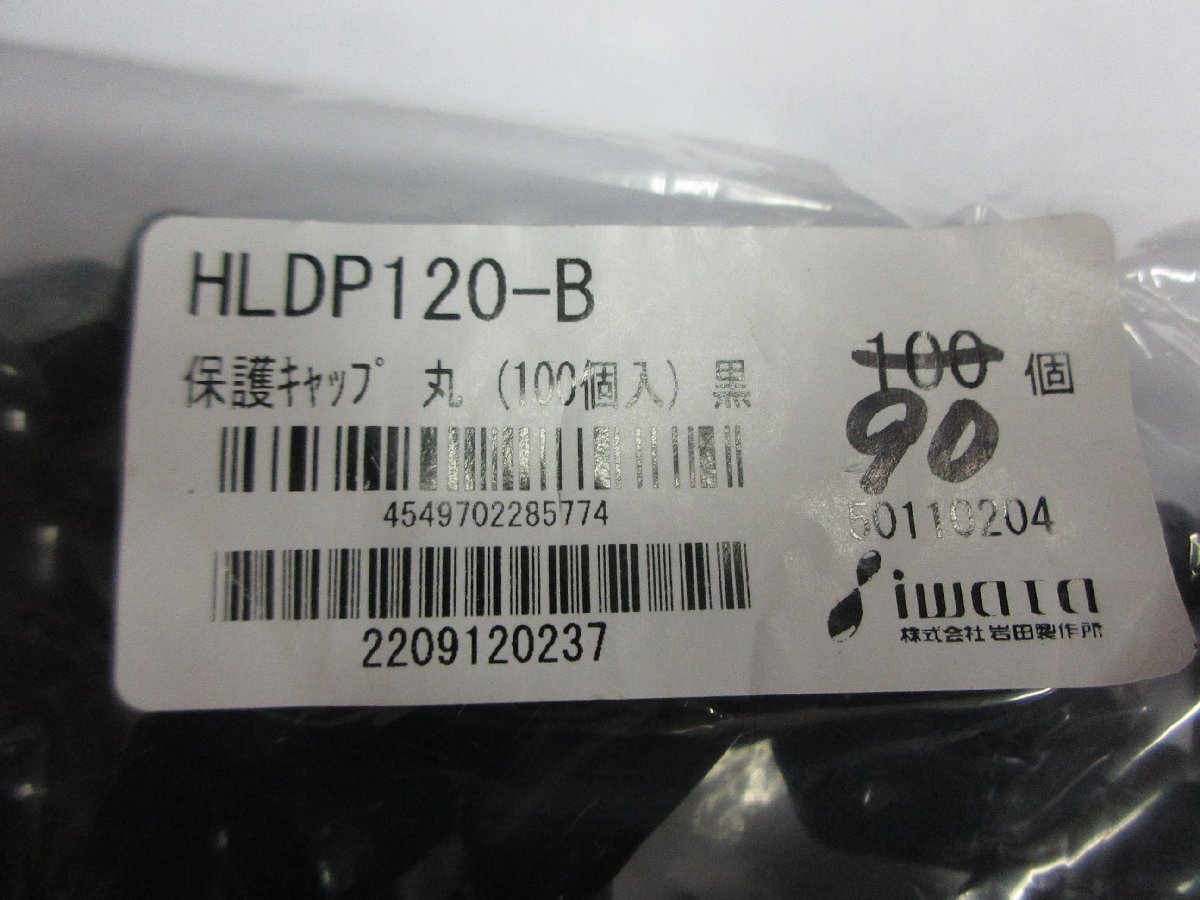 HLDP120-B
保護ｷｬｯﾌﾟ 丸 (100個入) 黒
4549702285774
2209120237
100 個
90
50110204
iwata
株式会社岩田製作所